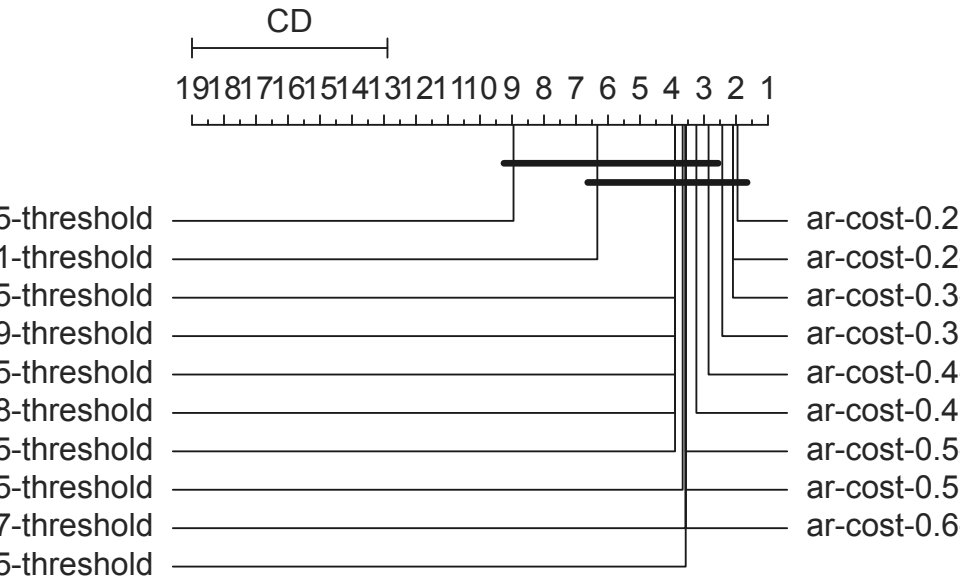 CD
19 18 17 16 15 14 13 12 11 10 9 8 7 6 5 4 3 2 1
5-threshold ar-cost-0.2
1-threshold ar-cost-0.2
5-threshold ar-cost-0.3
9-threshold ar-cost-0.3
5-threshold ar-cost-0.4
8-threshold ar-cost-0.4
5-threshold ar-cost-0.5
5-threshold ar-cost-0.5
7-threshold ar-cost-0.6
5-threshold